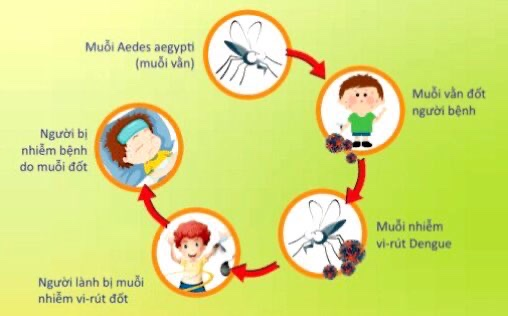 Muỗi Aedes aegypti
(muỗi vằn)
Muỗi vằn đốt
người bệnh
Muỗi nhiễm
vi-rút Dengue
Người lành bị muỗi
nhiễm vi-rút đốt
Người bị
nhiễm bệnh
do muỗi đốt